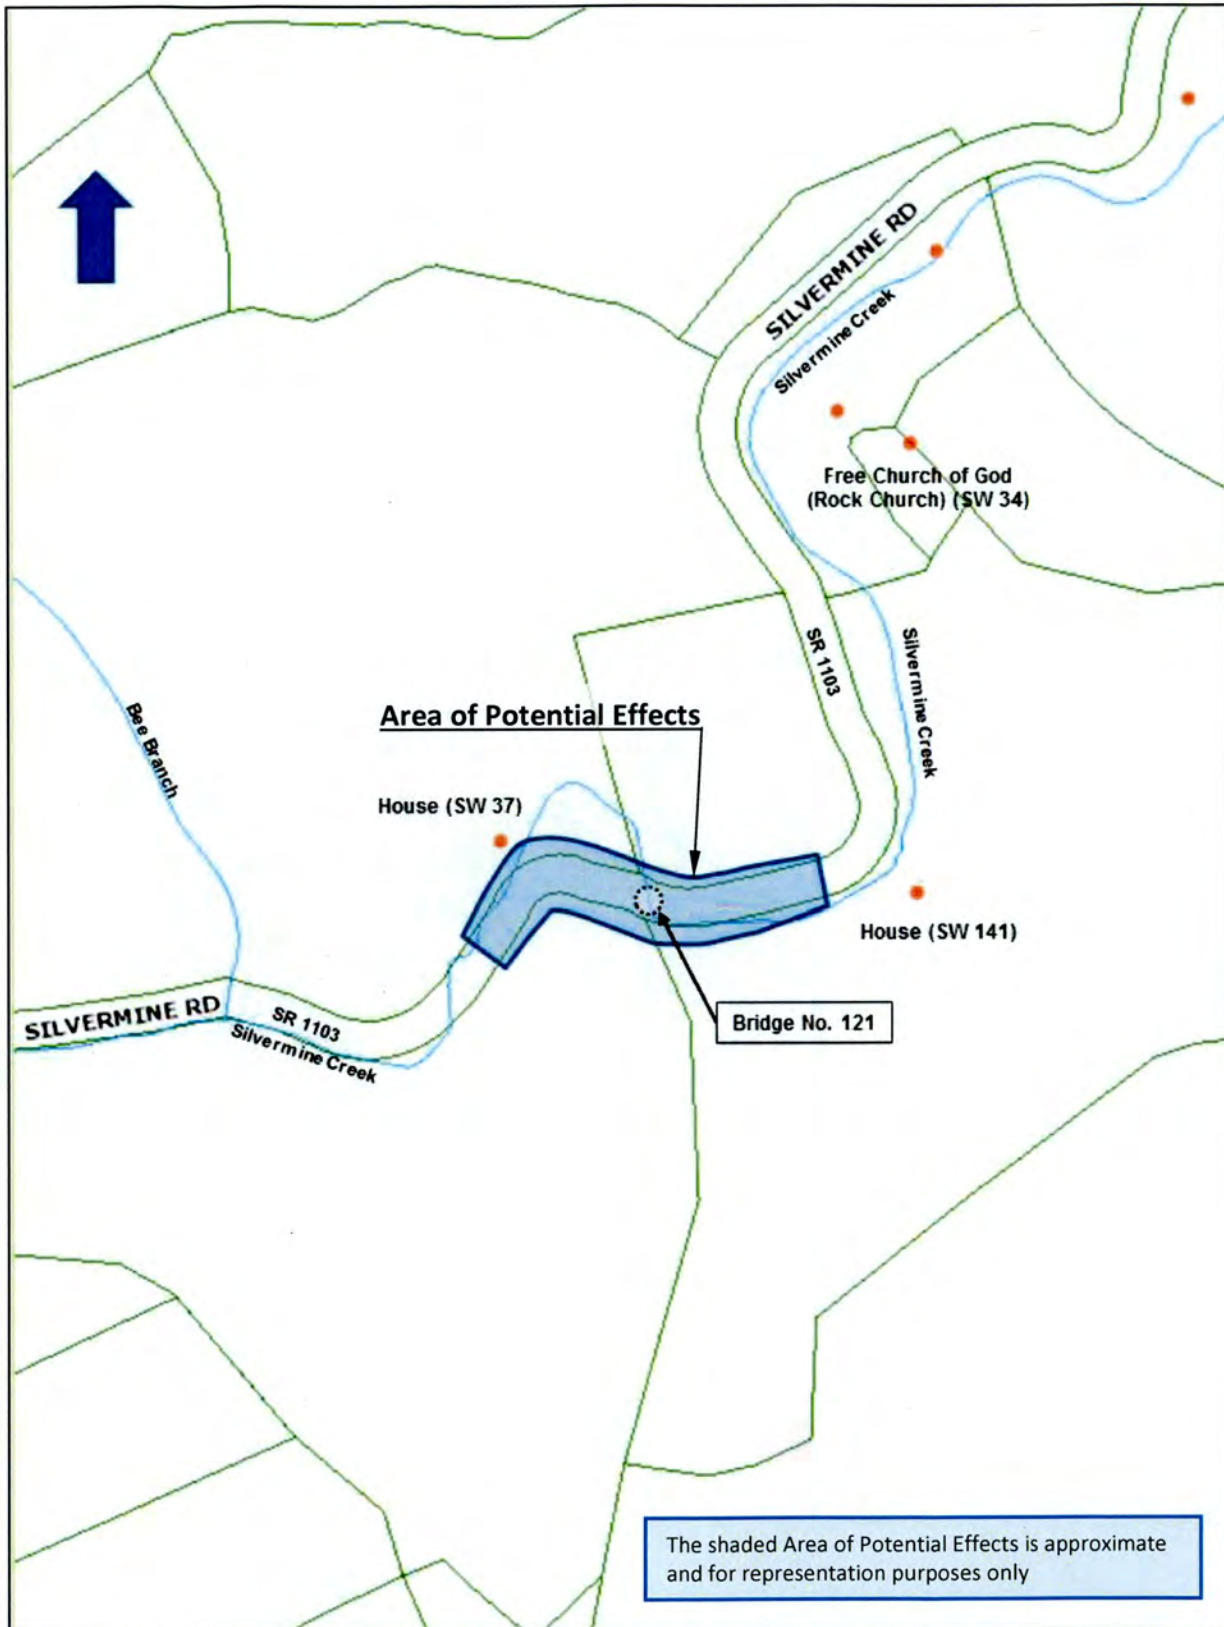 SILVERMINE RD
Silvermine Creek
Free Church of God
(Rock Church) (SW 34)
SR 1103
Silvermine Creek
Bee Branch
Area of Potential Effects
House (SW 37)
House (SW 141)
Bridge No. 121
SILVERMINE RD
SR 1103
Silvermine Creek
The shaded Area of Potential Effects is approximate
and for representation purposes only